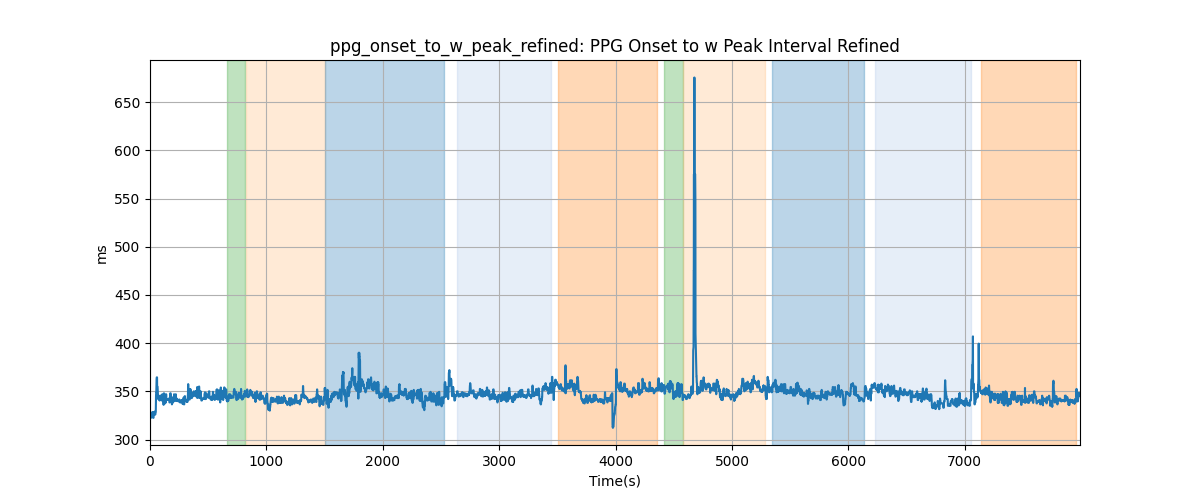 ppg_onset_to_w_peak_refined: PPG Onset to w Peak Interval Refined
650
600
550
500
450
400
350
300
ms
0 1000 2000 3000 4000 5000 6000 7000
Time(s)